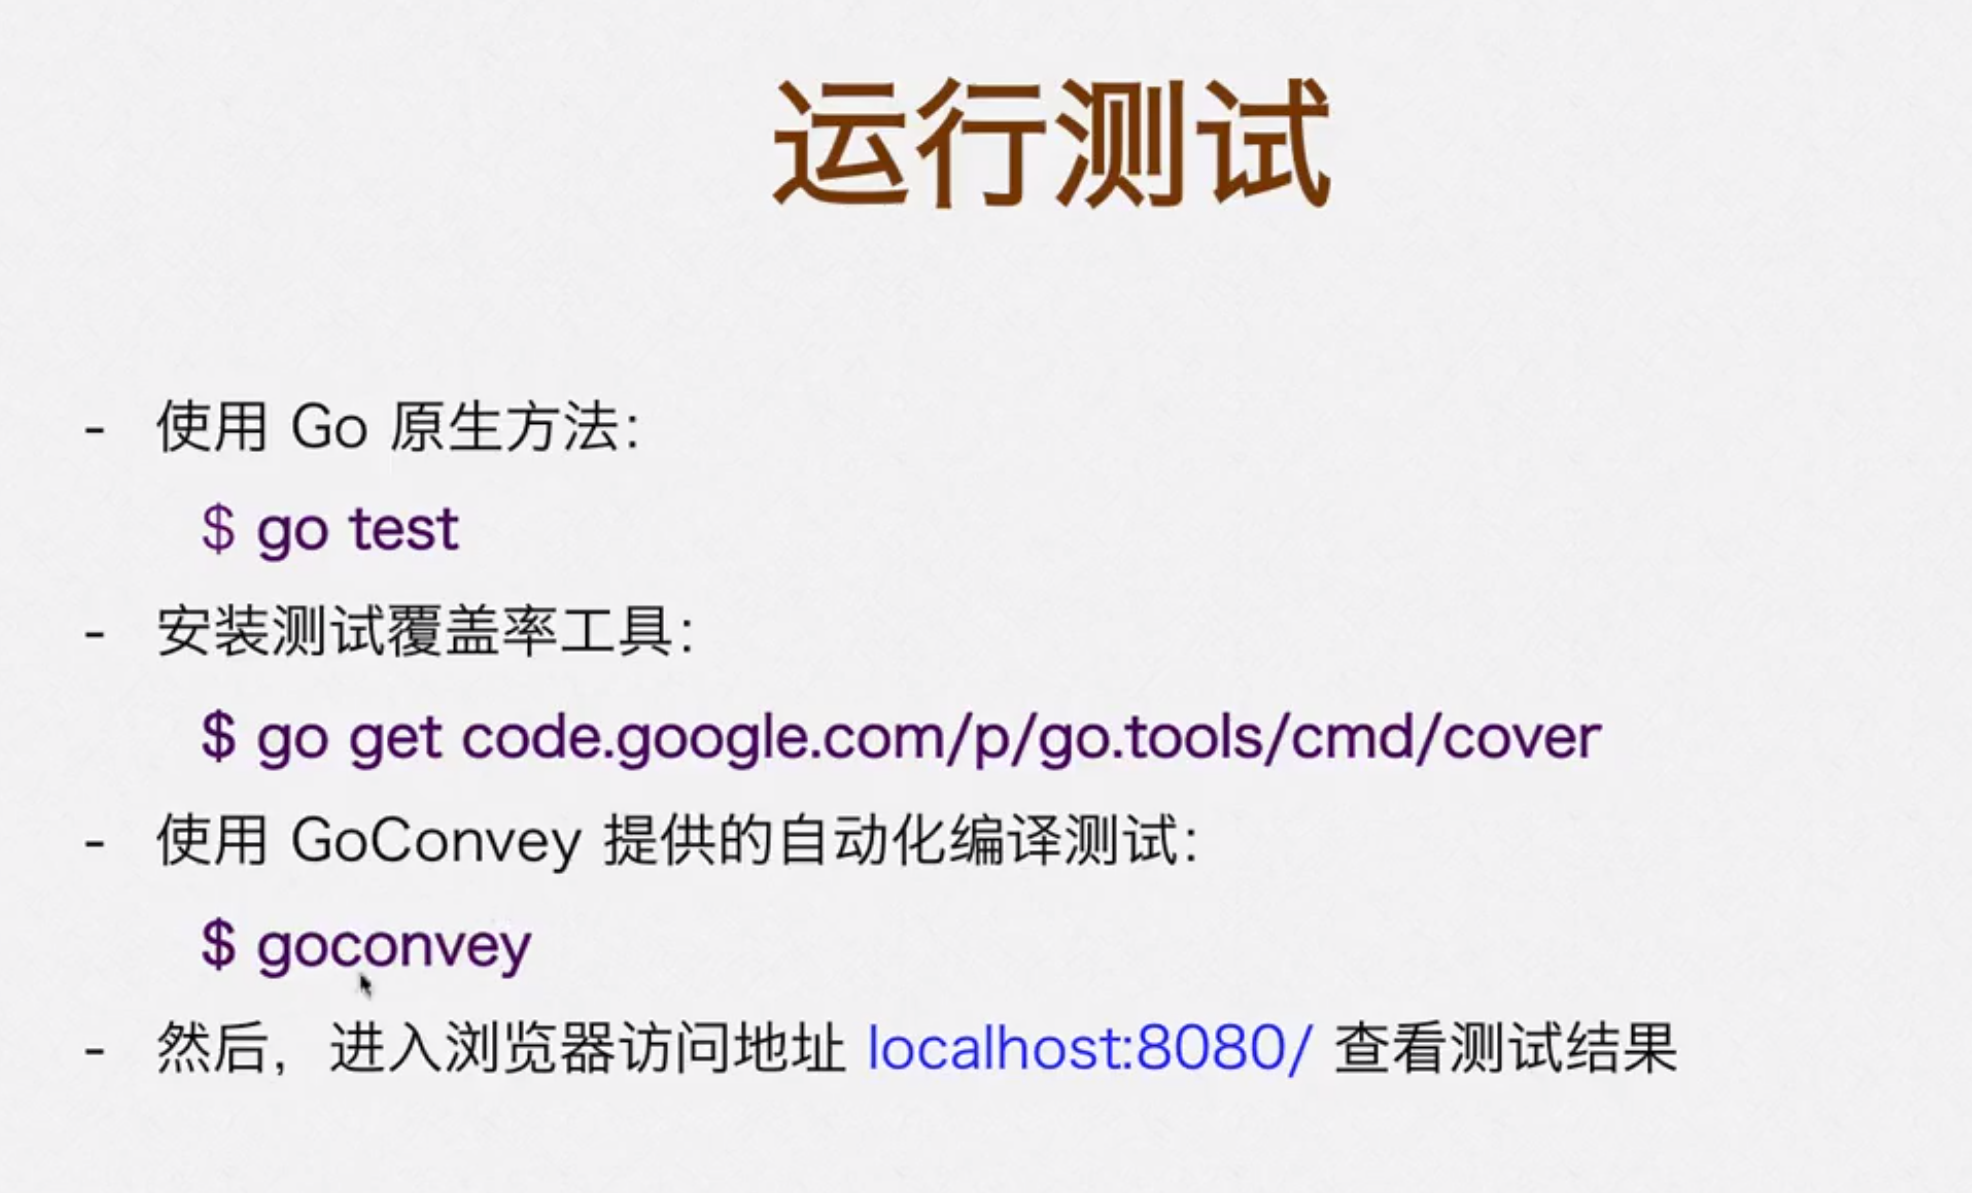 运行测试
- 使用 Go 原生方法：
$ go test
- 安装测试覆盖率工具：
$ go get code.google.com/p/go.tools/cmd/cover
- 使用 GoConvey 提供的自动化编译测试：
$ goconvey
- 然后，进入浏览器访问地址 localhost:8080/ 查看测试结果